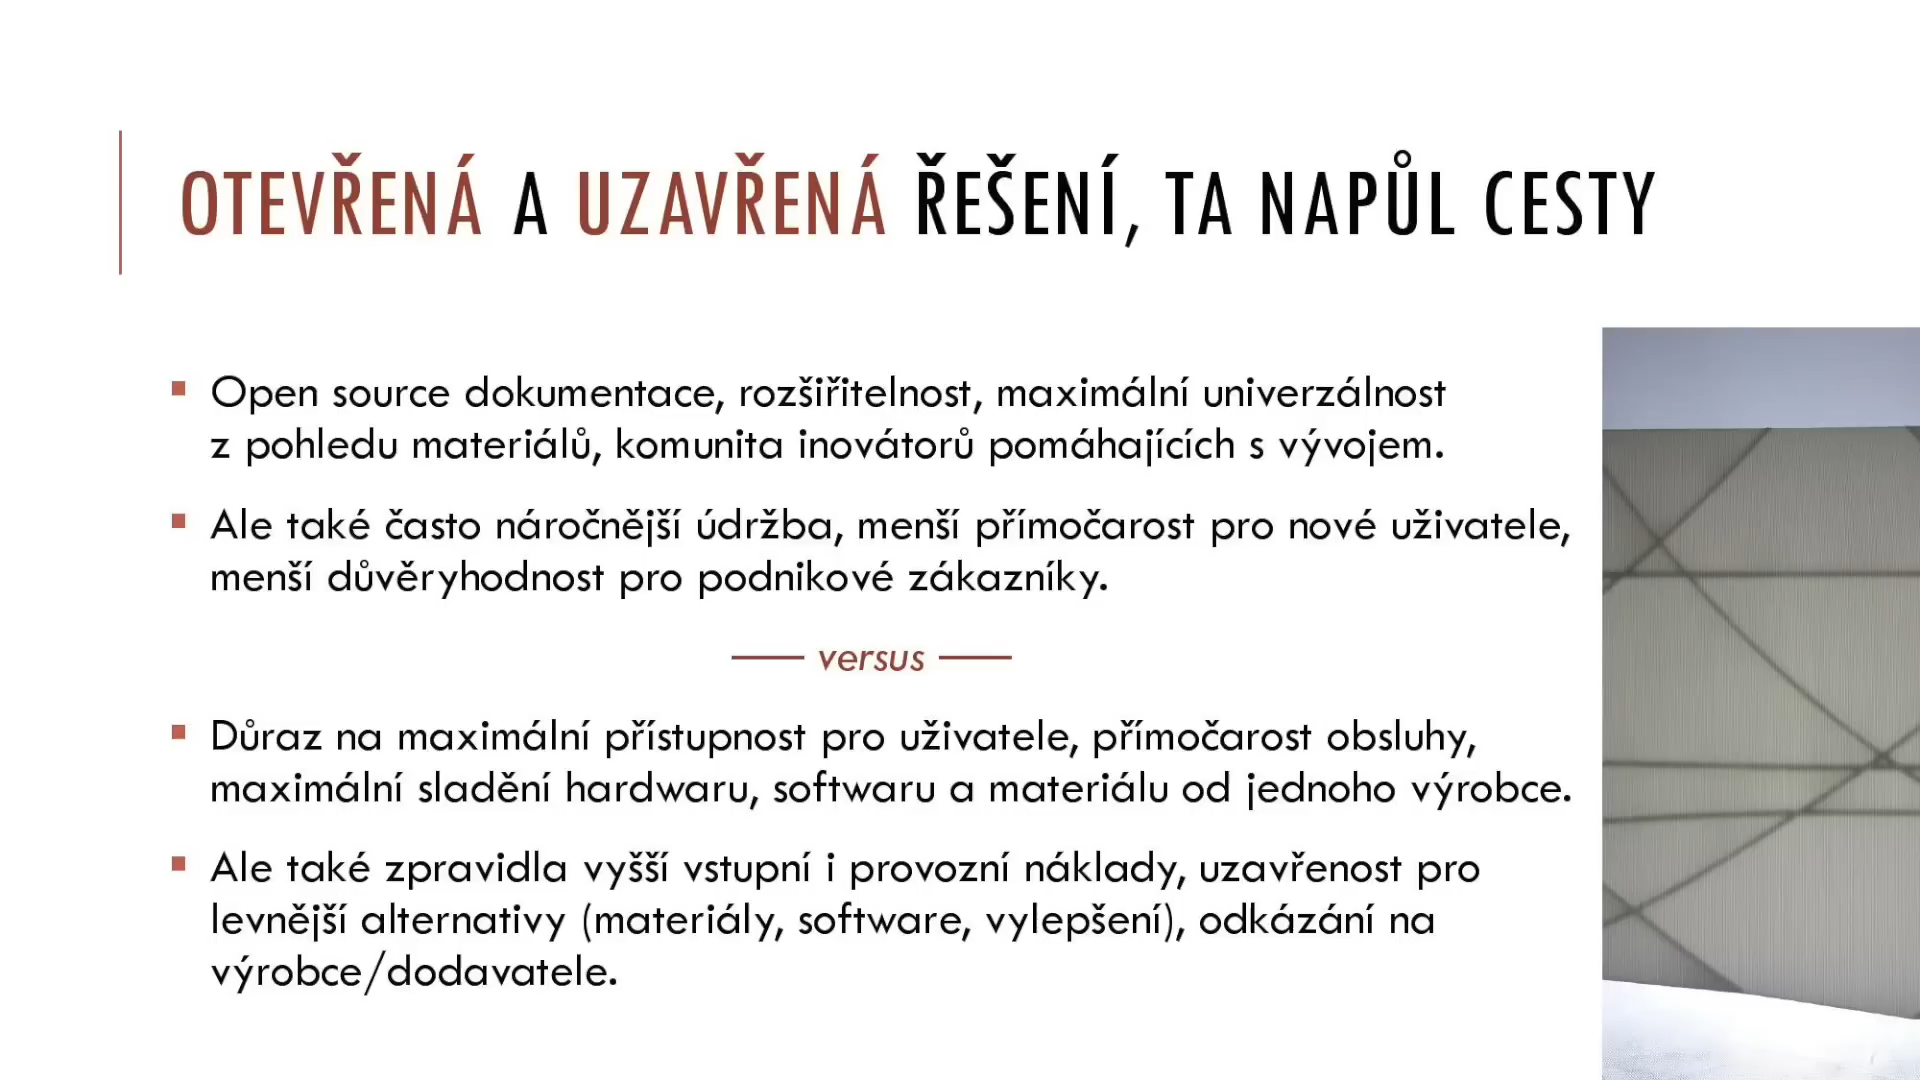 OTEVŘENÁ A UZAVŘENÁ ŘEŠENÍ, TA NAPŮL CESTY
Open source dokumentace, rozšiřitelnost, maximální univerzálnost
z pohledu materiálů, komunita inovátorů pomáhajících s vývojem.
Ale také často náročnější údržba, menší přímočarost pro nové uživatele,
menší důvěryhodnost pro podnikové zákazníky.
versus
Důraz na maximální přístupnost pro uživatele, přímočarost obsluhy,
maximální sladění hardwaru, softwaru a materiálu od jednoho výrobce.
Ale také zpravidla vyšší vstupní i provozní náklady, uzavřenost pro
levnější alternativy (materiály, software, vylepšení), odkázání na
výrobce/dodavatele.